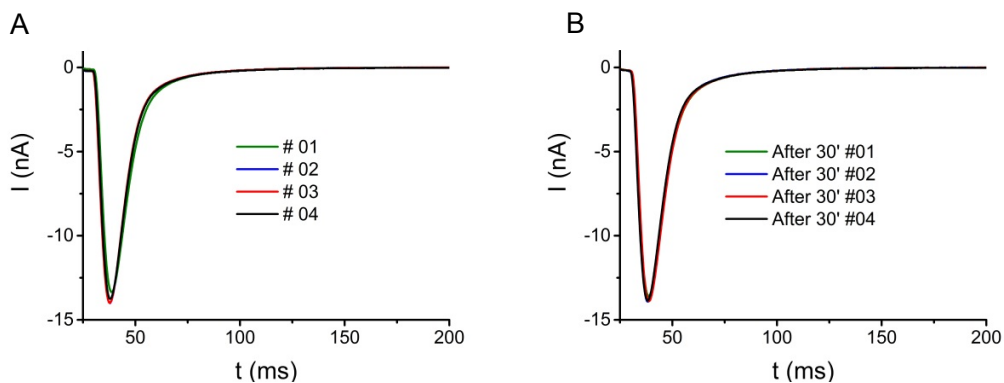 A
0
-5
-10
-15
I (nA)
50
100
150
200
t (ms)
# 01
# 02
# 03
# 04
B
0
-5
-10
-15
I (nA)
50
100
150
200
t (ms)
After 30' #01
After 30' #02
After 30' #03
After 30' #04